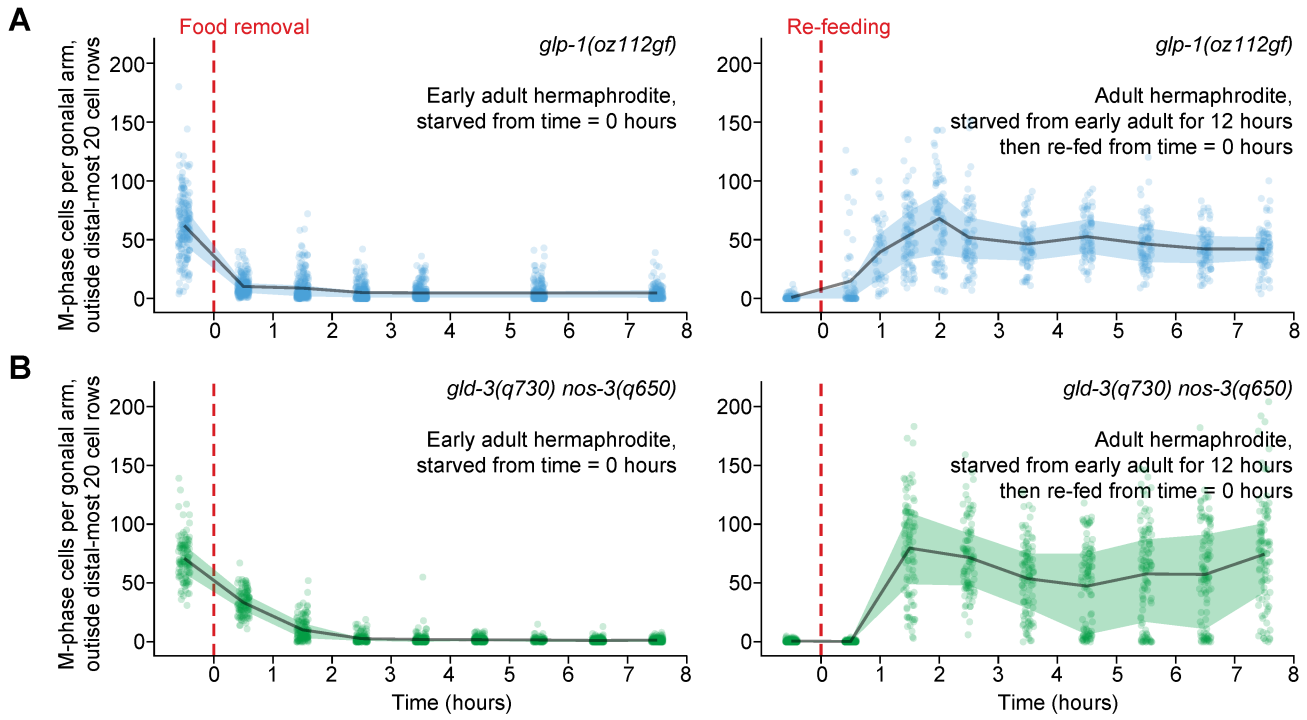 A
Food removal
Re-feeding
glp-1(oz112gf)
glp-1(oz112gf)
M-phase cells per gonalal arm,
outisde distal-most 20 cell rows
200
150
100
50
0
Early adult hermaphrodite,
starved from time = 0 hours
0 1 2 3 4 5 6 7 8
200
150
100
50
0
Adult hermaphrodite,
starved from early adult for 12 hours
then re-fed from time = 0 hours
0 1 2 3 4 5 6 7 8
B
gld-3(q730) nos-3(q650)
gld-3(q730) nos-3(q650)
M-phase cells per gonalal arm,
outisde distal-most 20 cell rows
200
150
100
50
0
Early adult hermaphrodite,
starved from time = 0 hours
0 1 2 3 4 5 6 7 8
Time (hours)
200
150
100
50
0
Adult hermaphrodite,
starved from early adult for 12 hours
then re-fed from time = 0 hours
0 1 2 3 4 5 6 7 8
Time (hours)